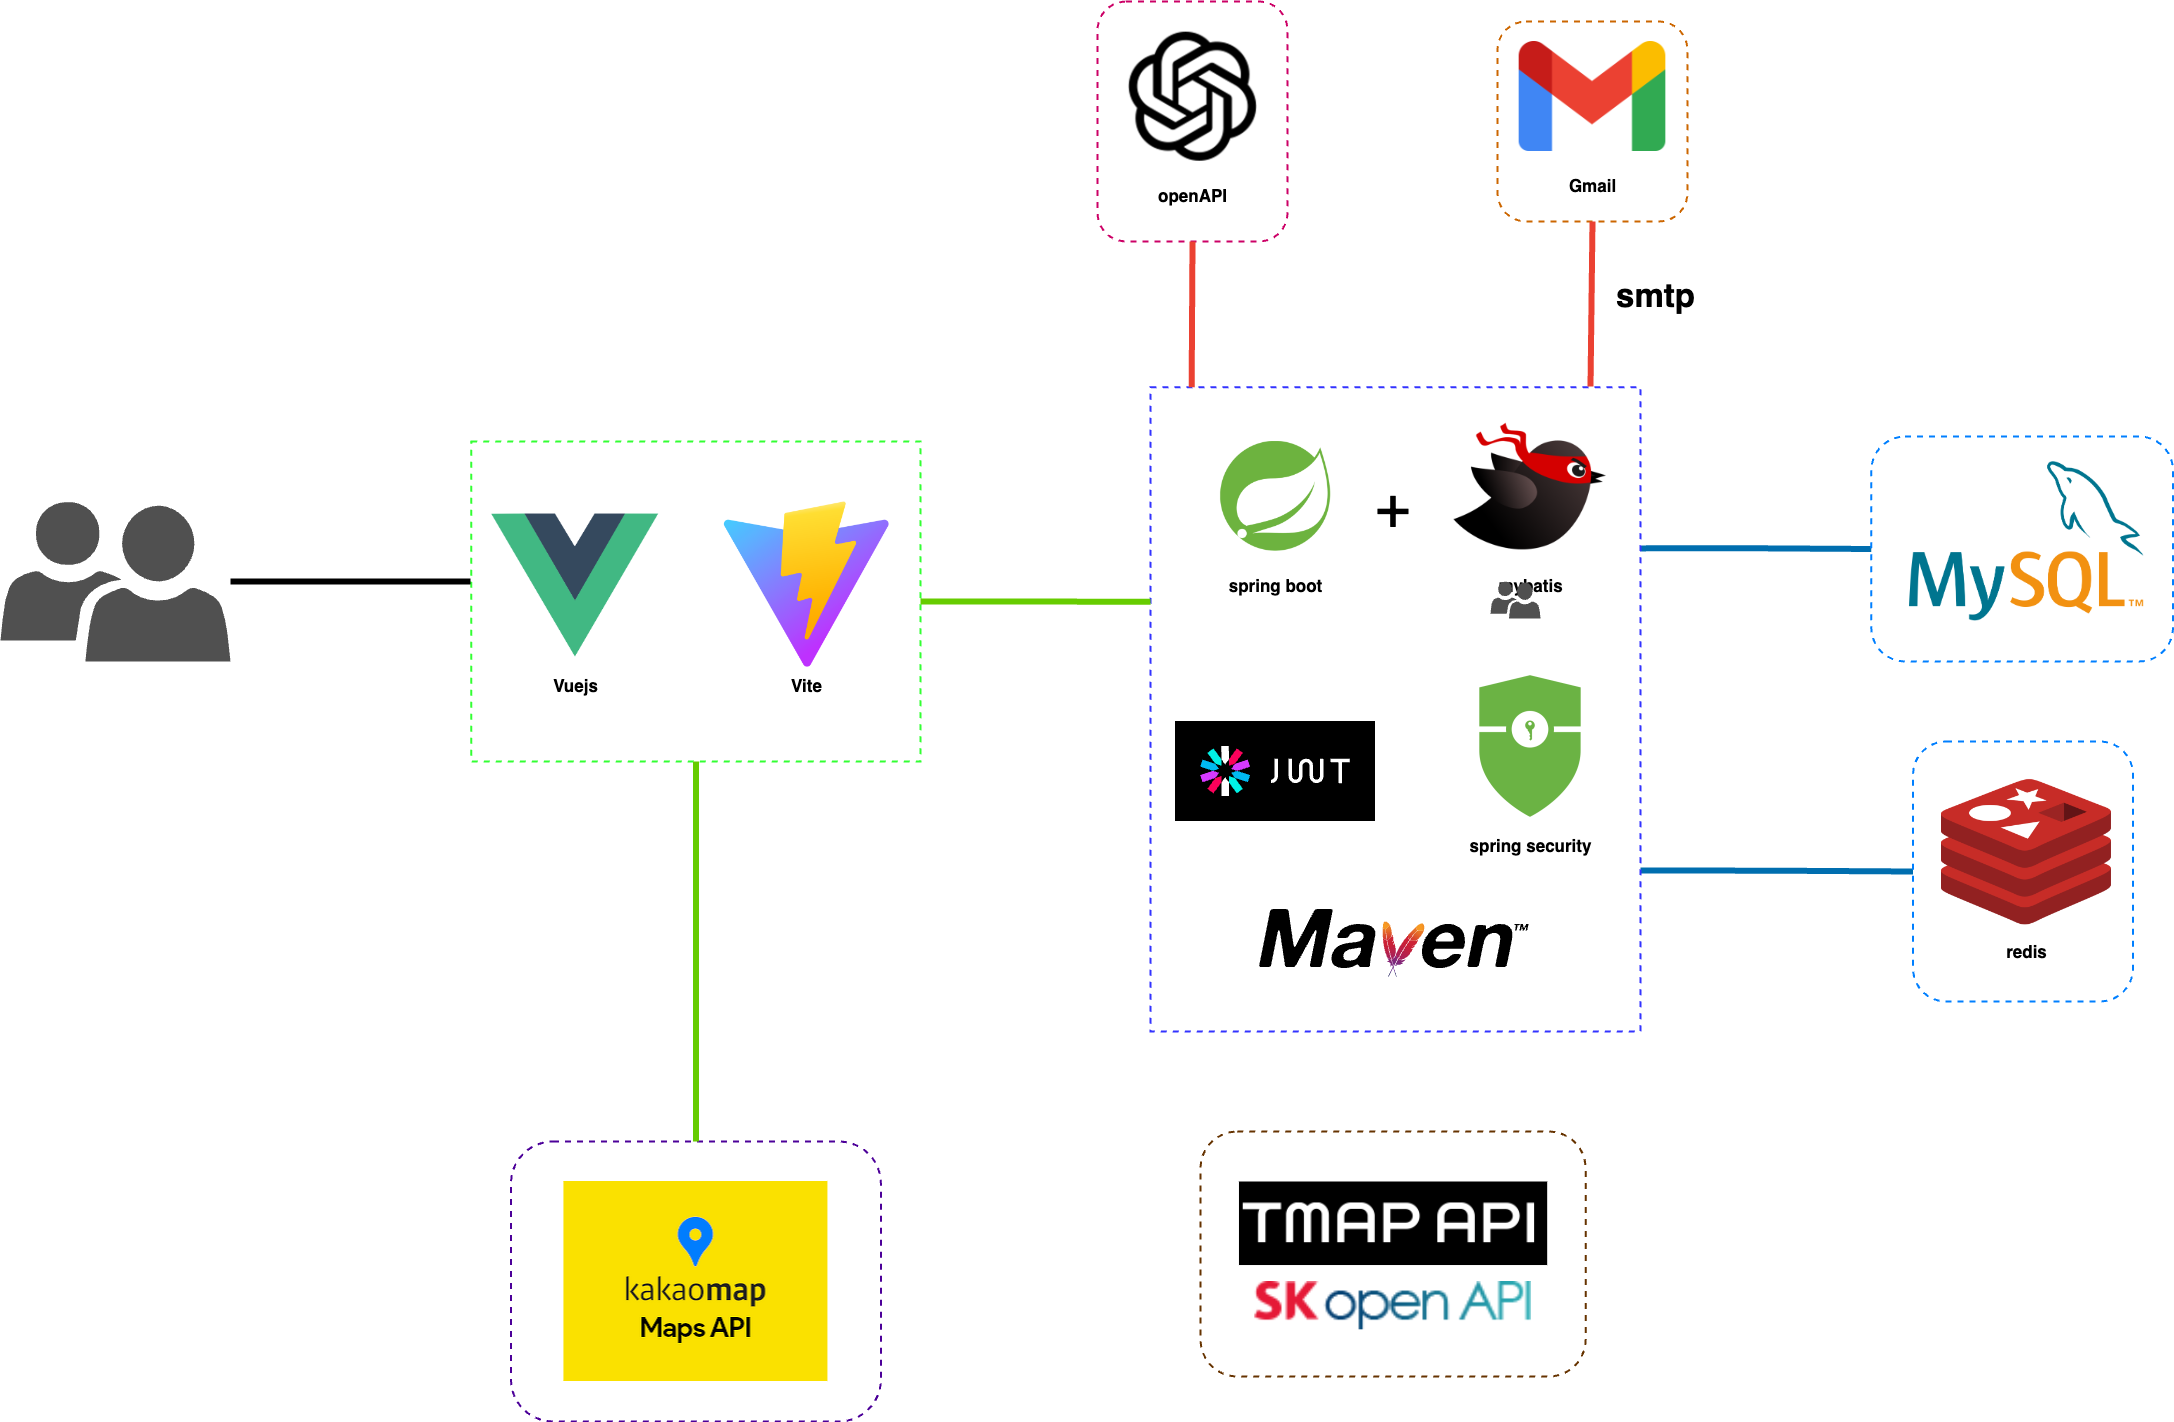 openAPI
Gmail
smtp
spring boot
+
mybatis
MySQL™
Vuejs
Vite
JWT
spring security
Maven™
redis
kakaomap
Maps API
TMAP API
SK open API